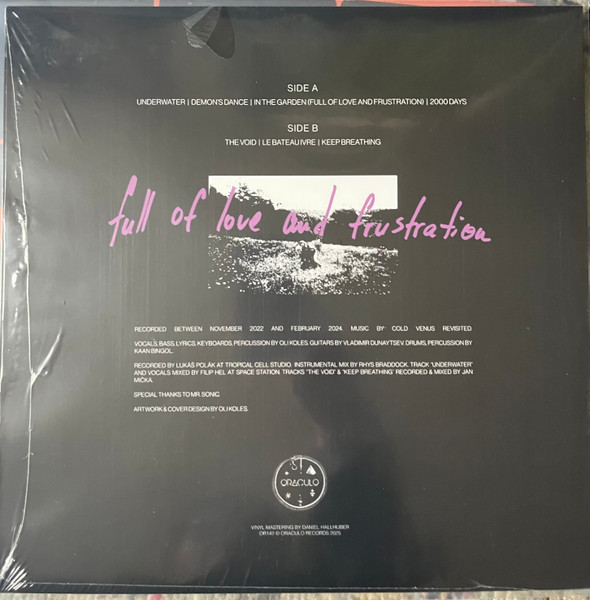 SIDE A
UNDERWATER | DEMON'S DANCE | IN THE GARDEN (FULL OF LOVE AND FRUSTRATION) | 2000 DAYS
SIDE B
THE VOID | LE BATEAU IVRE | KEEP BREATHING
full of love and frustration
RECORDED BETWEEN NOVEMBER 2022 AND FEBRUARY 2024. MUSIC BY COLD VENUS REVISITED.
VOCALS, BASS, LYRICS, KEYBOARDS, PERCUSSION BY OLI KOLES. GUITARS BY VLADIMIR DUNAYTSEV. DRUMS, PERCUSSION BY
KAAN BINGOL.
RECORDED BY LUKAŠ POLÁK AT TROPICAL CELL STUDIO. INSTRUMENTAL MIX BY RHYS BRADDOCK. TRACK 'UNDERWATER'
AND VOCALS MIXED BY FILIP HEL AT SPACE STATION. TRACKS 'THE VOID' & 'KEEP BREATHING' RECORDED & MIXED BY JAN
MIČKA.
SPECIAL THANKS TO MR. SONIC.
ARTWORK & COVER DESIGN BY OLI KOLES.
ORACULO
VINYL MASTERING BY DANIEL HALLHUBER
OR142 © ORACULO RECORDS 2025